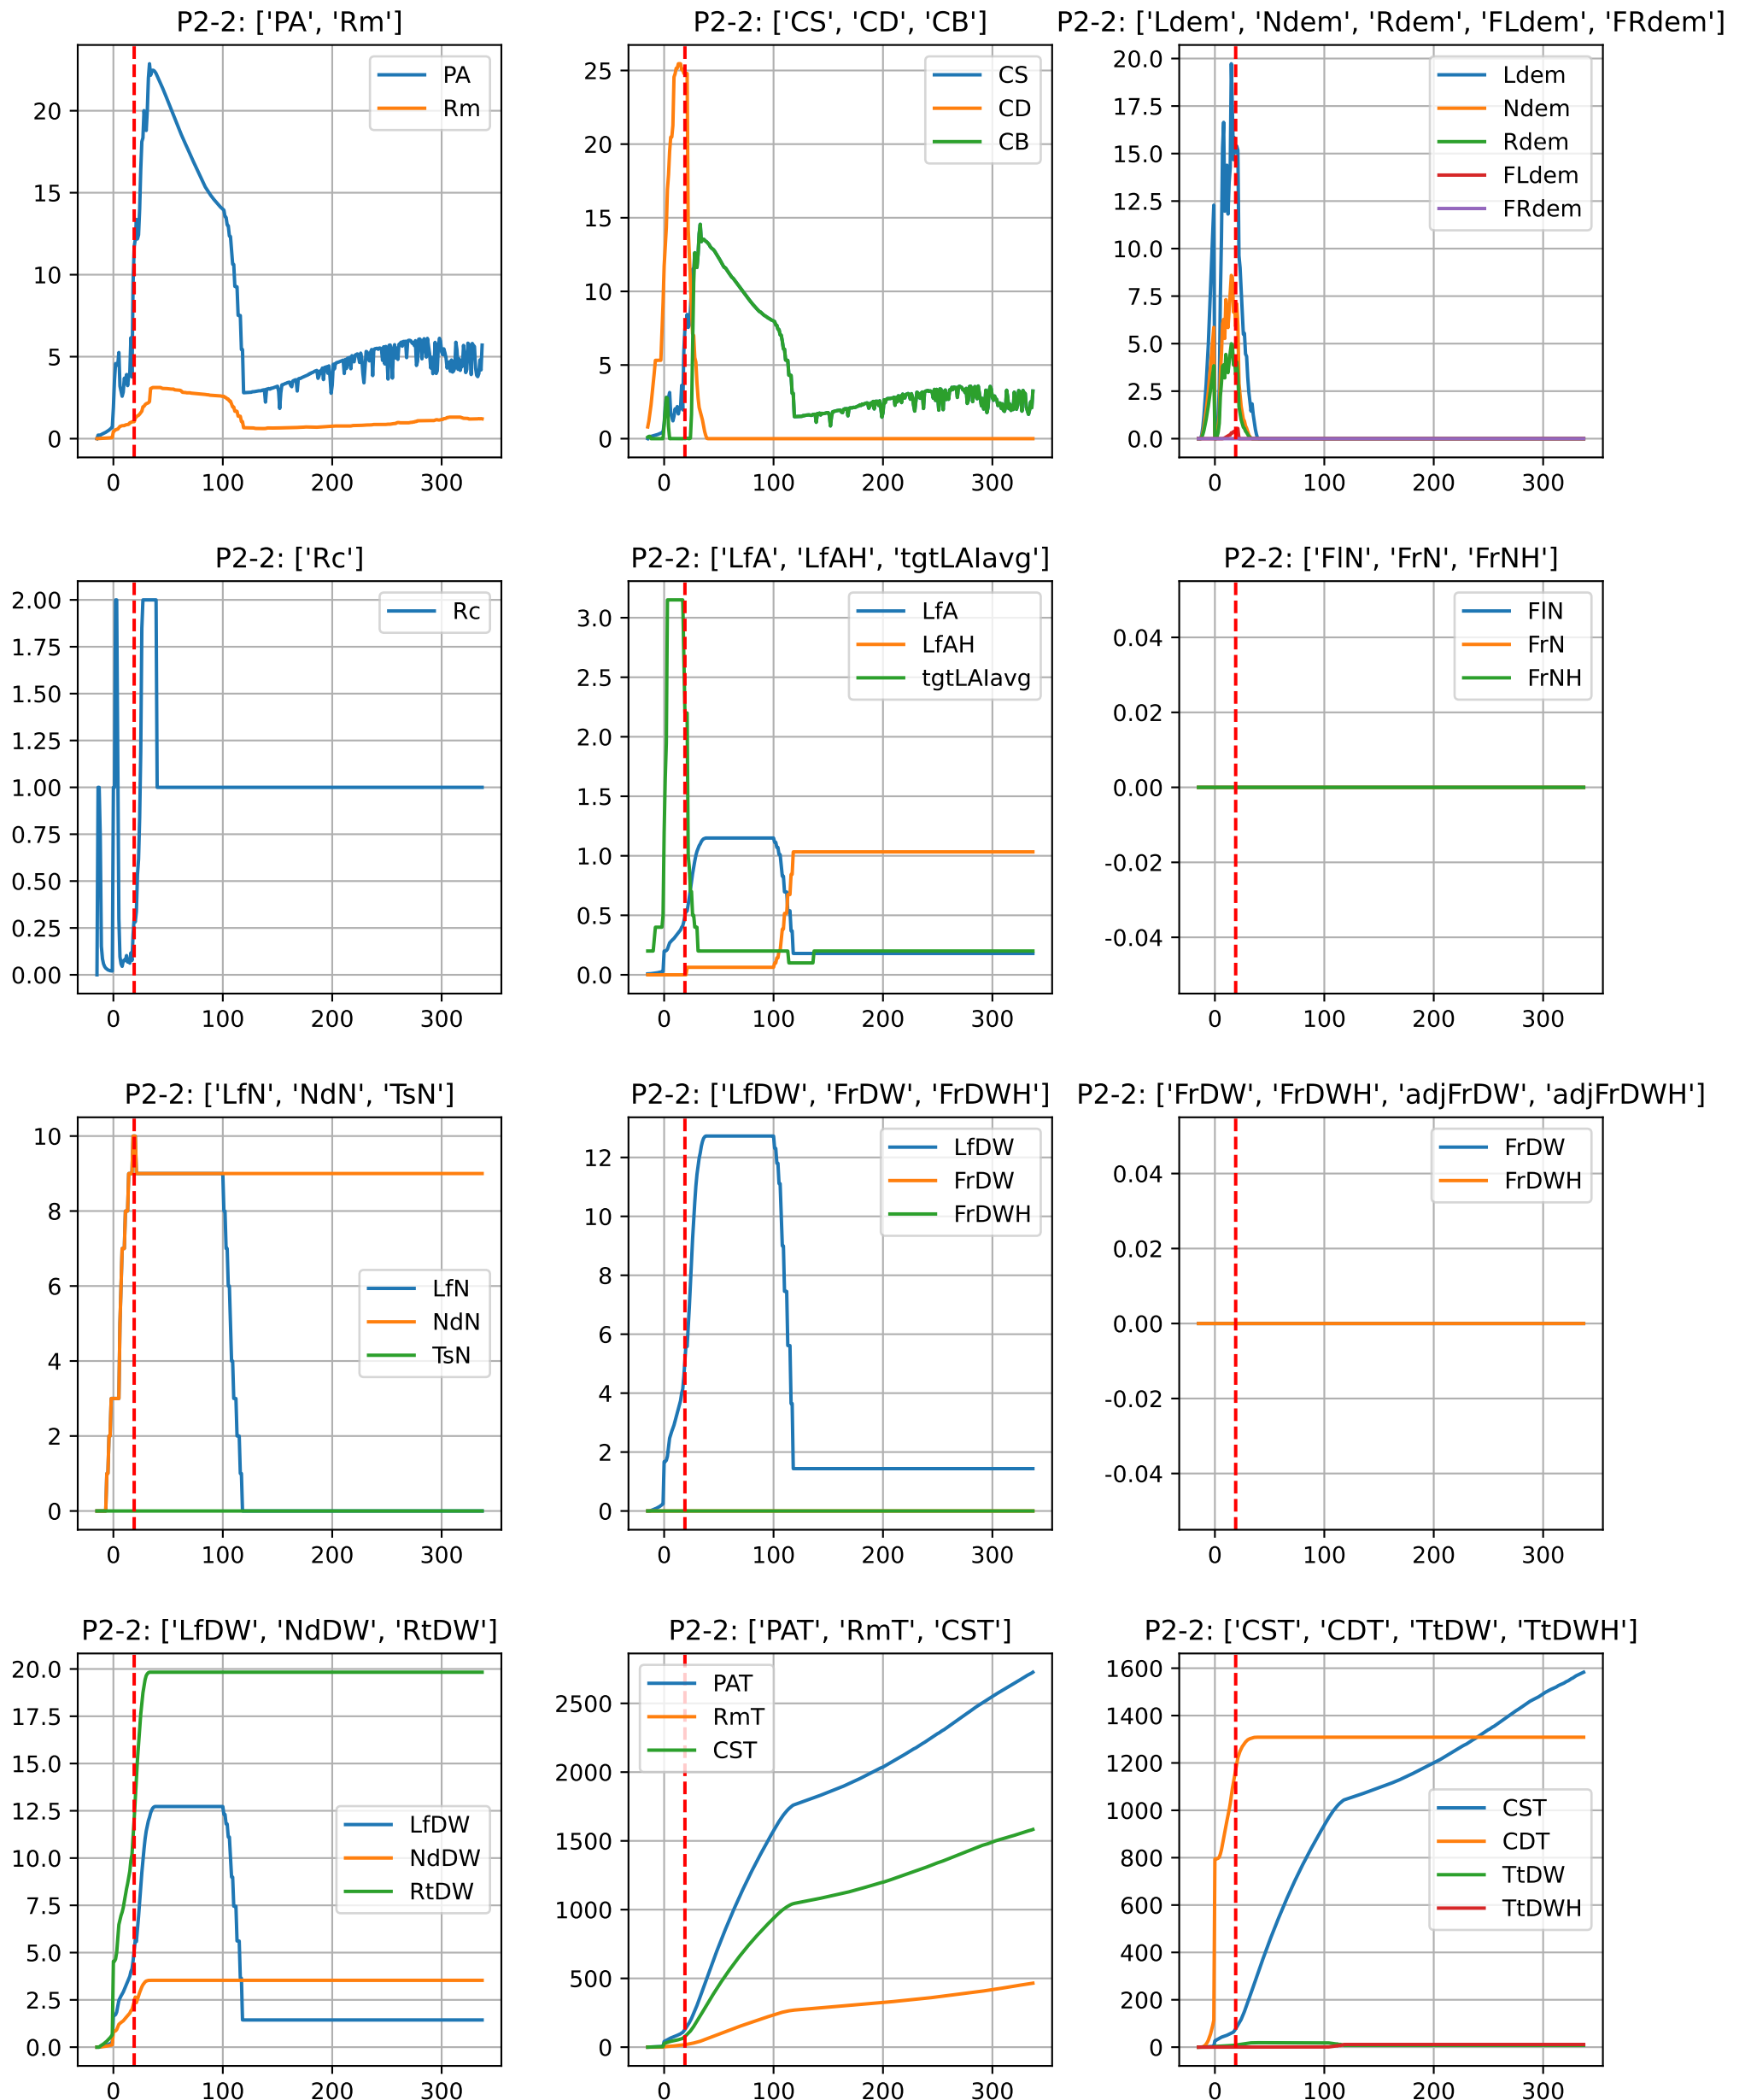 P2-2: ['PA', 'Rm']
20
15
10
5
0
0 100 200 300
PA
Rm
P2-2: ['CS', 'CD', 'CB']
25
20
15
10
5
0
0 100 200 300
CS
CD
CB
P2-2: ['Ldem', 'Ndem', 'Rdem', 'FLdem', 'FRdem']
20.0
17.5
15.0
12.5
10.0
7.5
5.0
2.5
0.0
0 100 200 300
Ldem
Ndem
Rdem
FLdem
FRdem
P2-2: ['Rc']
2.00
1.75
1.50
1.25
1.00
0.75
0.50
0.25
0.00
0 100 200 300
Rc
P2-2: ['LfA', 'LfAH', 'tgtLAIavg']
3.0
2.5
2.0
1.5
1.0
0.5
0.0
0 100 200 300
LfA
LfAH
tgtLAIavg
P2-2: ['FlN', 'FrN', 'FrNH']
0.04
0.02
0.00
-0.02
-0.04
0 100 200 300
FlN
FrN
FrNH
P2-2: ['LfN', 'NdN', 'TsN']
10
8
6
4
2
0
0 100 200 300
LfN
NdN
TsN
P2-2: ['LfDW', 'FrDW', 'FrDWH']
12
10
8
6
4
2
0
0 100 200 300
LfDW
FrDW
FrDWH
P2-2: ['FrDW', 'FrDWH', 'adjFrDW', 'adjFrDWH']
0.04
0.02
0.00
-0.02
-0.04
0 100 200 300
FrDW
FrDWH
P2-2: ['LfDW', 'NdDW', 'RtDW']
20.0
17.5
15.0
12.5
10.0
7.5
5.0
2.5
0.0
0 100 200 300
LfDW
NdDW
RtDW
P2-2: ['PAT', 'RmT', 'CST']
2500
2000
1500
1000
500
0
0 100 200 300
PAT
RmT
CST
P2-2: ['CST', 'CDT', 'TtDW', 'TtDWH']
1600
1400
1200
1000
800
600
400
200
0
0 100 200 300
CST
CDT
TtDW
TtDWH